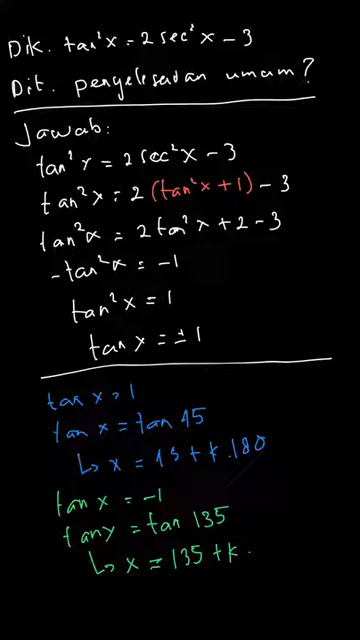 Dik. tan²x = 2 sec²x - 3
Dit. penyelesaian umum?
Jawab:
tan²x = 2 sec²x - 3
tan²x = 2 (tan²x + 1) - 3
tan²x = 2 tan²x + 2 - 3
-tan²x = -1
tan²x = 1
tan x = ± 1
tan x = 1
tan x = tan 45
↳ x = 45 + k . 180
tan x = -1
tan x = tan 135
↳ x = 135 + k .